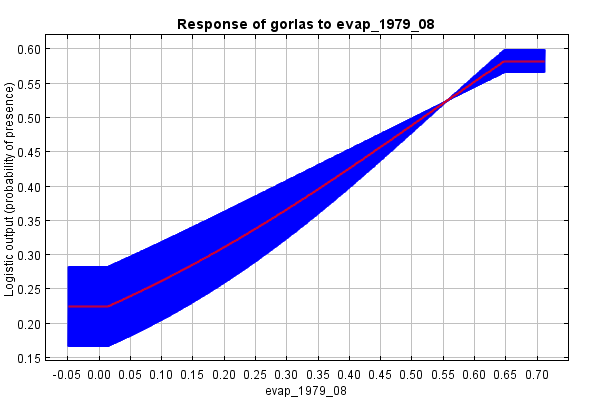 Response of gorlas to evap_1979_08
Logistic output (probability of presence)
0.60
0.55
0.50
0.45
0.40
0.35
0.30
0.25
0.20
0.15
-0.05 0.00 0.05 0.10 0.15 0.20 0.25 0.30 0.35 0.40 0.45 0.50 0.55 0.60 0.65 0.70
evap_1979_08